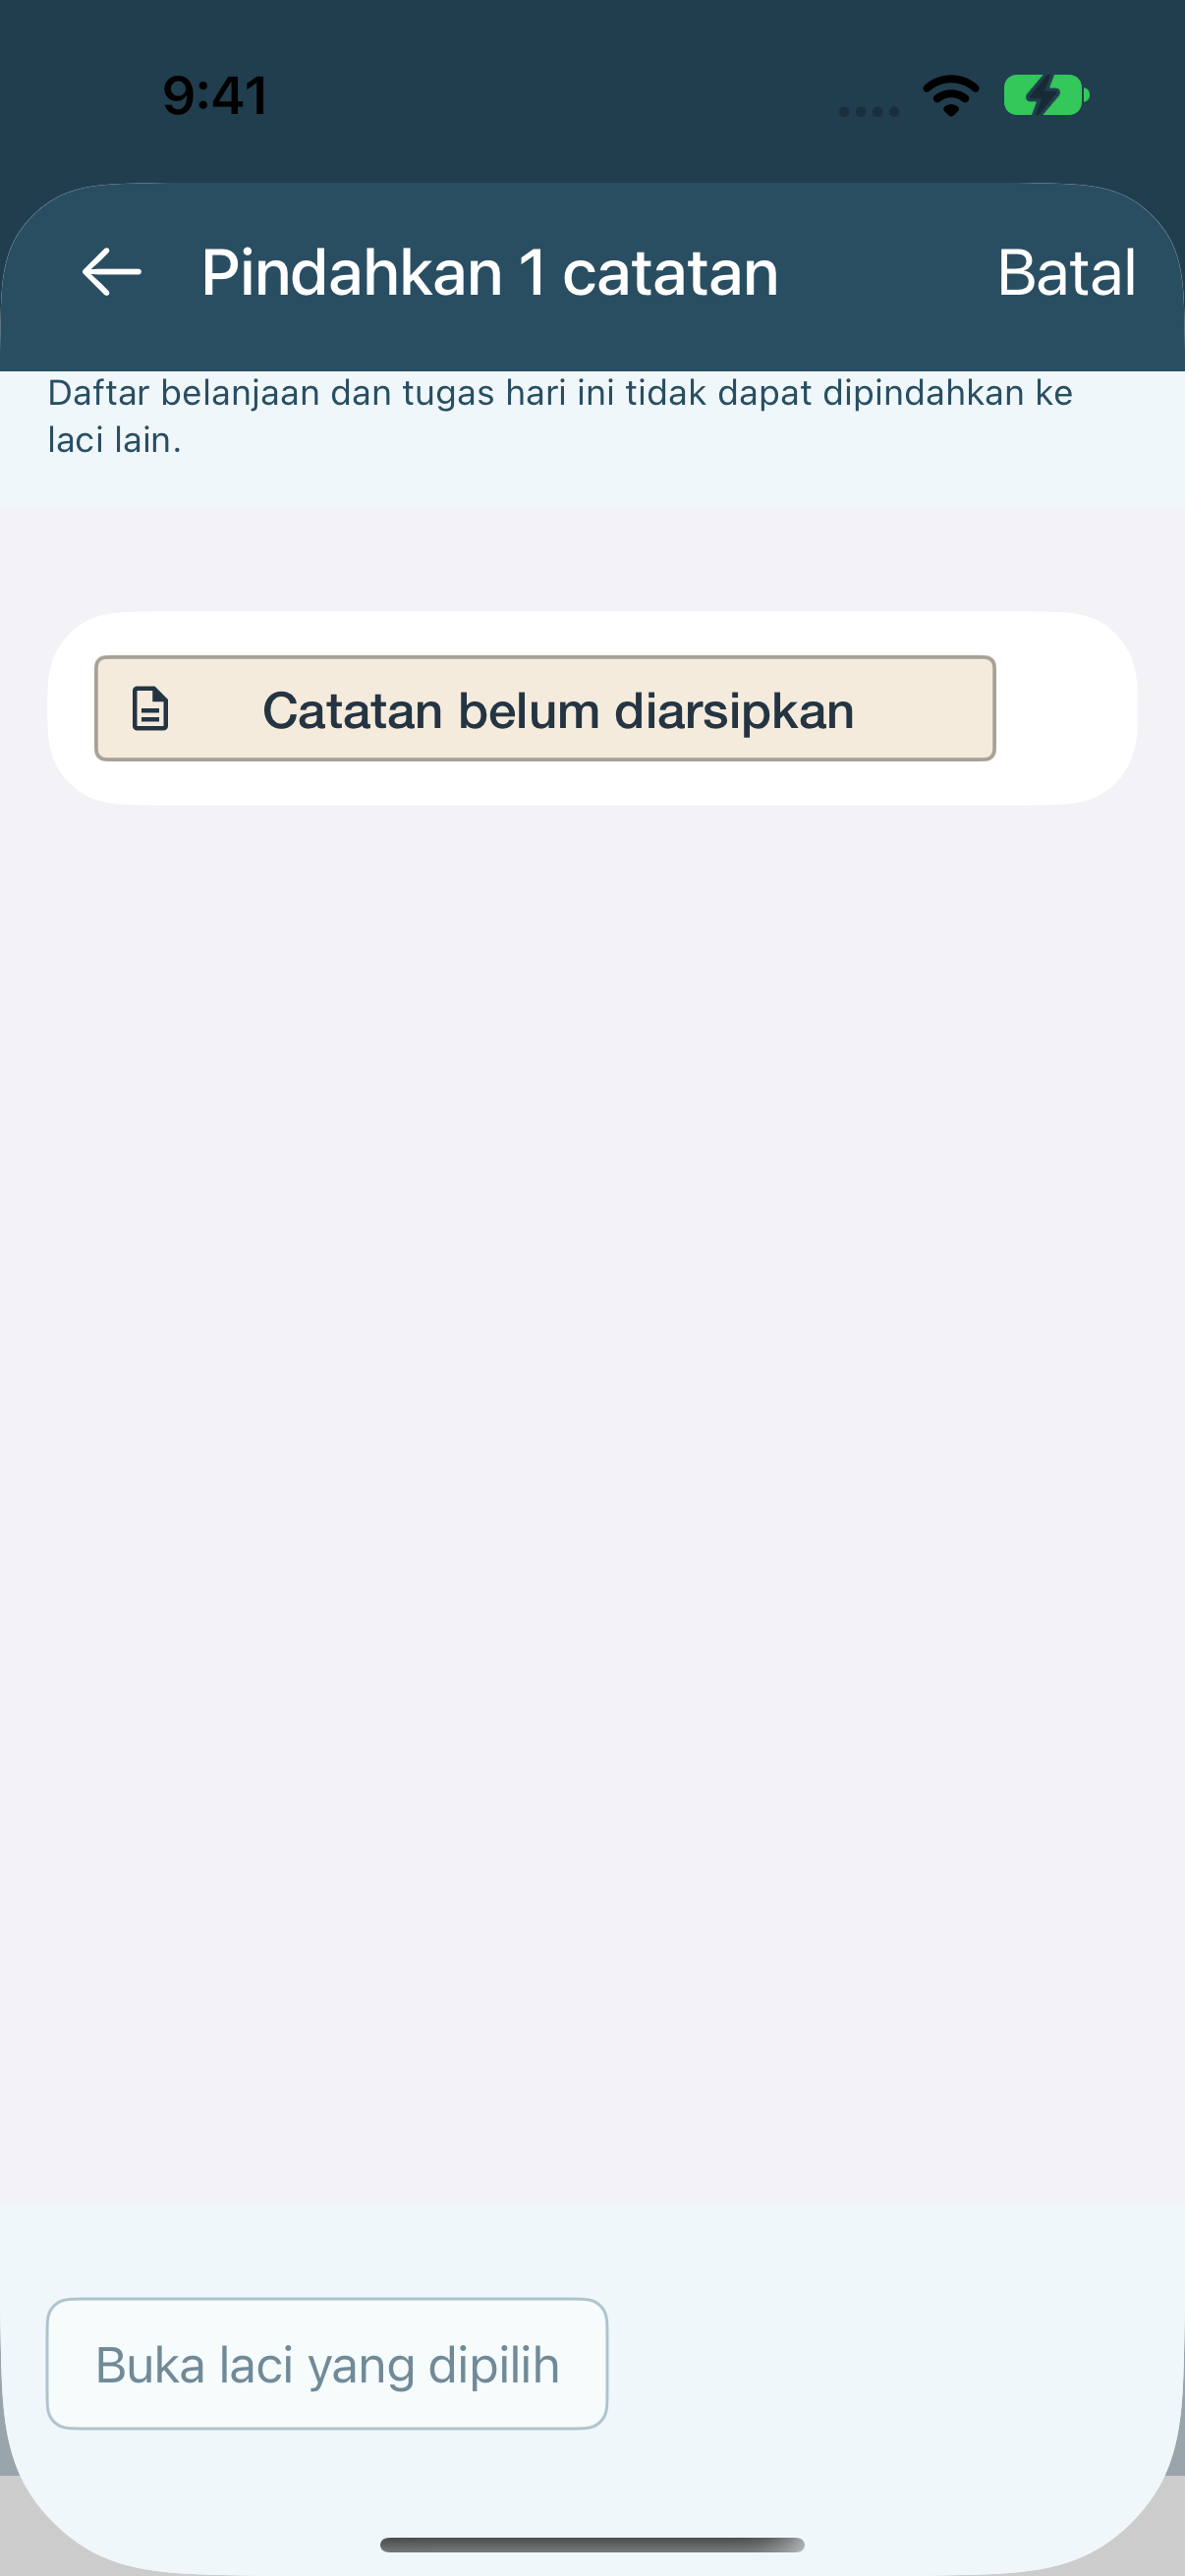 9:41
Pindahkan 1 catatan
Batal
Daftar belanjaan dan tugas hari ini tidak dapat dipindahkan ke
laci lain.
Catatan belum diarsipkan
Buka laci yang dipilih